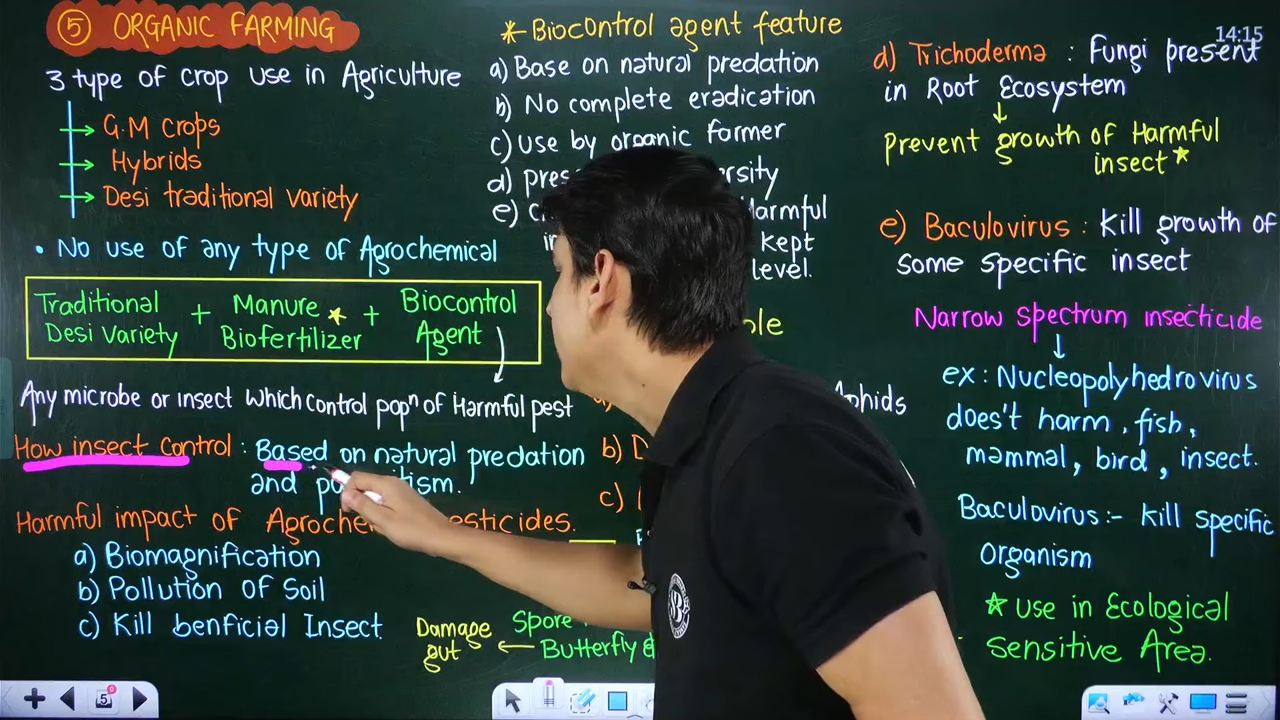 ⑤ ORGANIC FARMING
3 type of crop use in Agriculture
G.M Crops
Hybrids
Desi traditional variety
• No use of any type of Agrochemical
Traditional Desi Variety + Manure * Biofertilizer + Biocontrol Agent
Any microbe or insect which control popⁿ of Harmful pest
How insect Control : Based on natural predation
and
Harmful impact of
a) Biomagnification
b) Pollution of Soil
c) Kill benficial Insect
* Biocontrol agent feature
a) Base on natural predation
b) No complete eradication
c) use by organic farmer
d)
e) Harmful
kept
level.
b)
c)
Spore
Damage gut ← Butterfly
14:15
d) Trichoderma : Fungi present
in Root Ecosystem
Prevent growth of Harmful
insect *
e) Baculovirus : Kill growth of
some specific insect
Narrow spectrum insecticide
ex : Nucleopolyhedrovirus
does't harm , fish ,
mammal , bird , insect.
Baculovirus :- kill specific
organism
* use in Ecological
Sensitive Area.
5